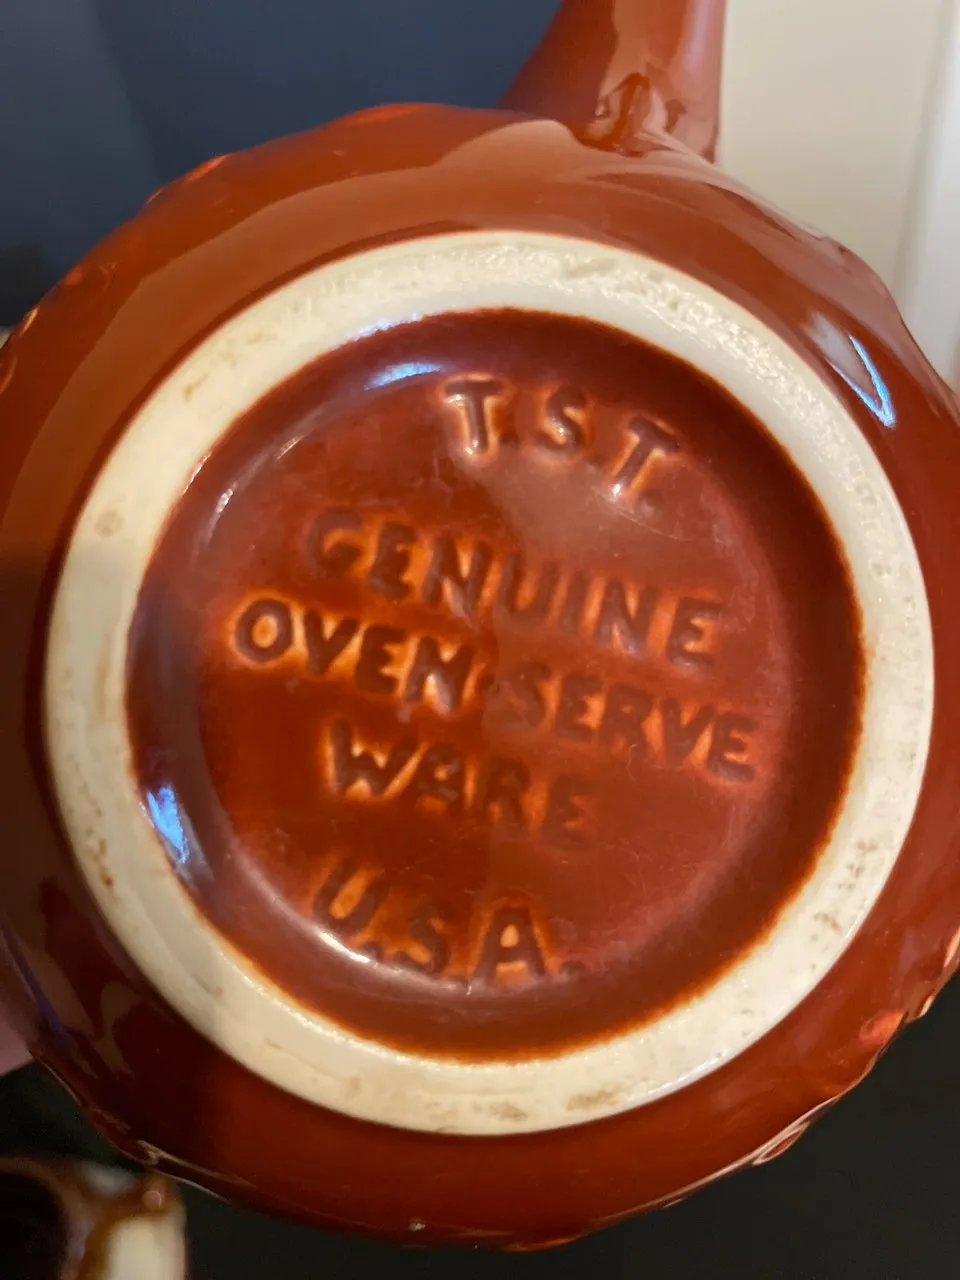 T.S.T.
GENUINE
OVEN-SERVE
WARE
U.S.A.